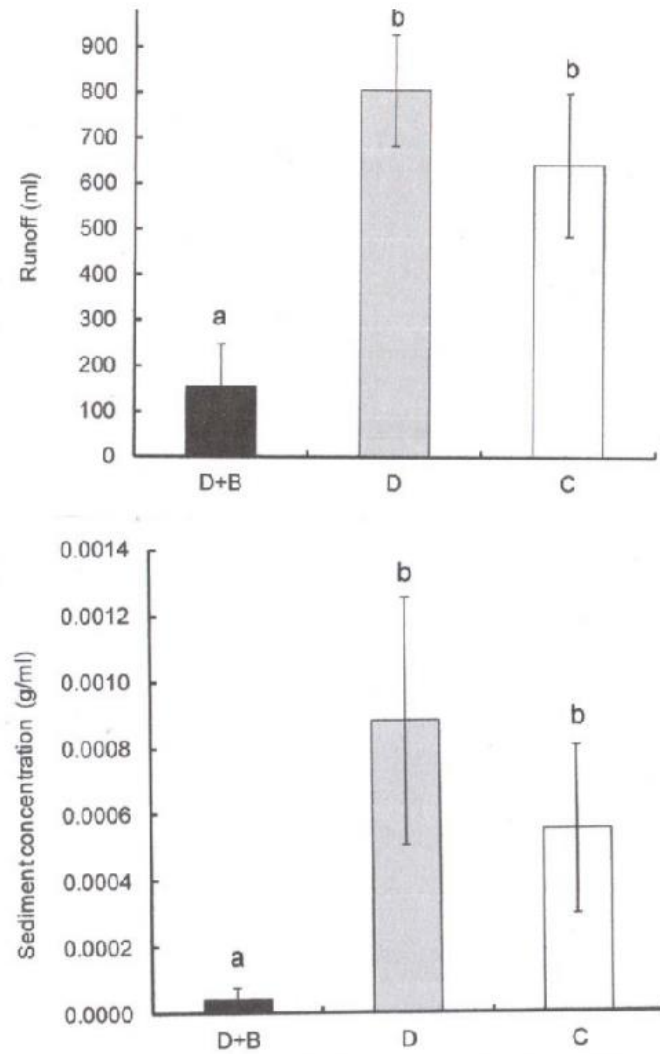 900
b
800
b
700
600
Runoff (ml)
500
400
300
a
200
100
0
D+B D C
0.0014
b
0.0012
0.0010
b
0.0008
Sediment concentration (g/ml)
0.0006
0.0004
0.0002
a
0.0000
D+B D C